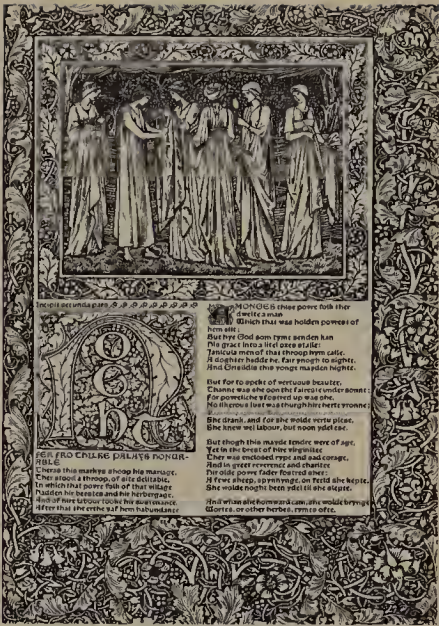 Incipit secunda pars
Noght
FER FRO THILKE PALAYS HONUR-
ABLE
Theras this markys shoop his mariage,
Ther stood a throop, of site delitable,
In which that povre folk of that village
Hadden hir beestes and hir herbergage,
And of hire labour tooke hir sustenance
After that the erthe yaf hem habundance
AMONGES thise povre folk ther
dwelte a man
Which that was holden povrest of
hem alle;
But hye God som tyme senden kan
His grace into a litel oxes stalle:
Janicula men of that throop hym calle.
A doghter hadde he, fair ynogh to sighte,
And Grisildis this yonge mayden highte.
But for to speke of vertuous beautee,
Thanne was she oon the faireste under sonne;
For povreliche yfostred up was she,
No likerous lust was thurgh hire herte yronne;
She drank, and for she wolde vertu plese,
She knew wel labour, but noon ydel ese.
But thogh this mayde tendre were of age,
Yet in the brest of hire virginitee
Ther was enclosed rype and sad corage,
And in greet reverence and charitee
Hir olde povre fader fostred she:
A fewe sheep, spynnynge, on feeld she kepte,
She wolde noght been ydel til she slepte.
And whan she homward cam, she wolde brynge
Wortes, or other herbes, tymes ofte,